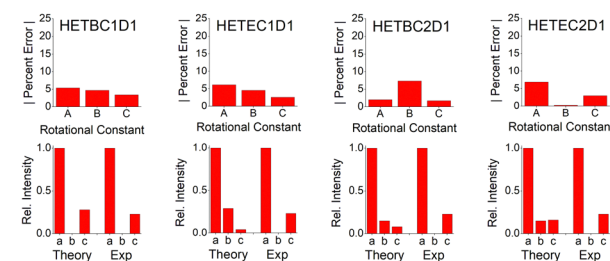 HETBC1D1
| Percent Error |
25
20
15
10
5
0
A B C
Rotational Constant
HETEC1D1
| Percent Error |
25
20
15
10
5
0
A B C
Rotational Constant
HETBC2D1
| Percent Error |
25
20
15
10
5
0
A B C
Rotational Constant
HETEC2D1
| Percent Error |
25
20
15
10
5
0
A B C
Rotational Constant
Rel. Intensity
1.0
0.5
0.0
a b c a b c
Theory Exp
Rel. Intensity
1.0
0.5
0.0
a b c a b c
Theory Exp
Rel. Intensity
1.0
0.5
0.0
a b c a b c
Theory Exp
Rel. Intensity
1.0
0.5
0.0
a b c a b c
Theory Exp